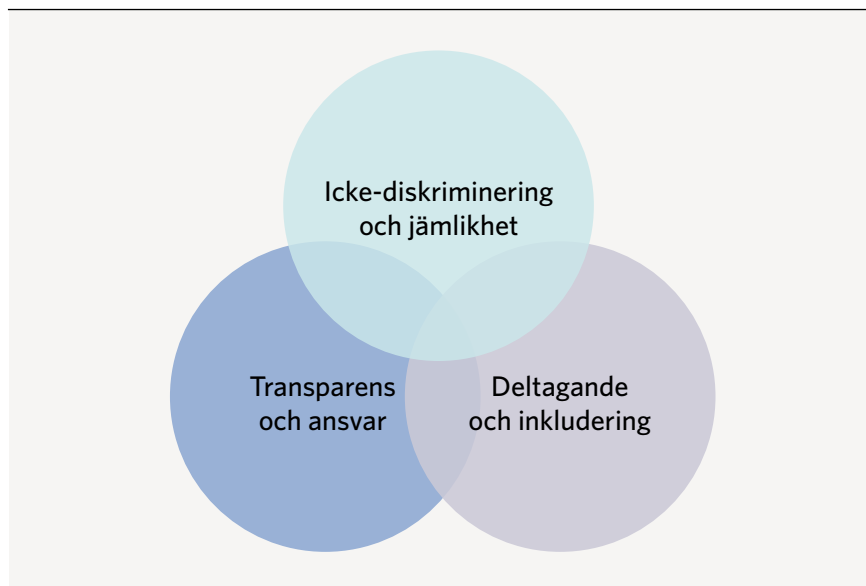 Icke-diskriminering
och jämlikhet
Transparens
och ansvar
Deltagande
och inkludering